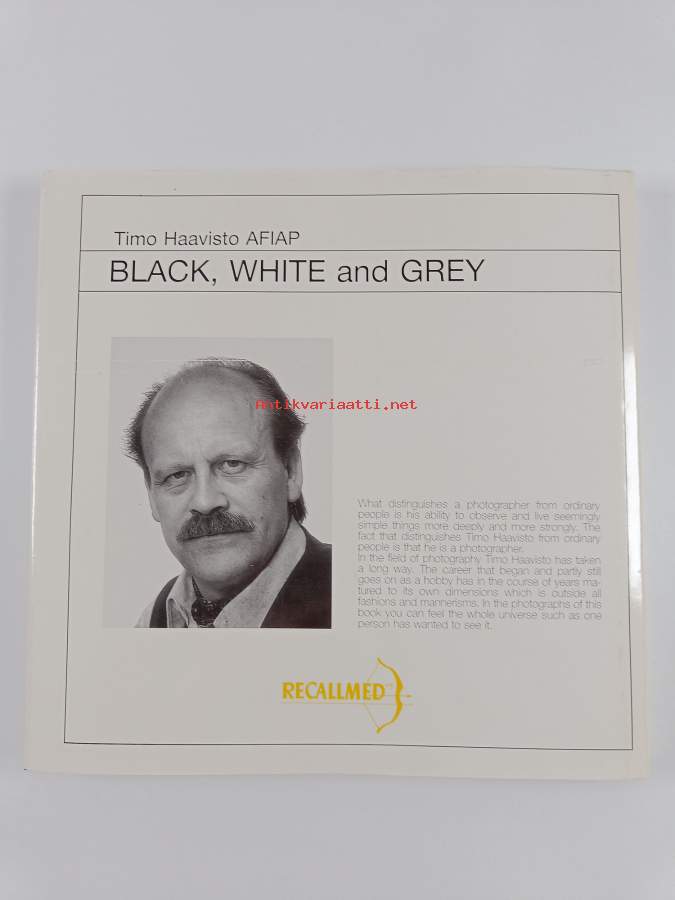 Timo Haavisto AFIAP
BLACK, WHITE and GREY
Antikvariaatti.net
What distinguishes a photographer from ordinary
people is his ability to observe and live seemingly
simple things more deeply and more strongly. The
fact that distinguishes Timo Haavisto from ordinary
people is that he is a photographer.
In the field of photography Timo Haavisto has taken
a long way. The career that began and partly still
goes on as a hobby has in the course of years ma-
tured to its own dimensions which is outside all
fashions and mannerisms. In the photographs of this
book you can feel the whole universe such as one
person has wanted to see it.
RECALLMED